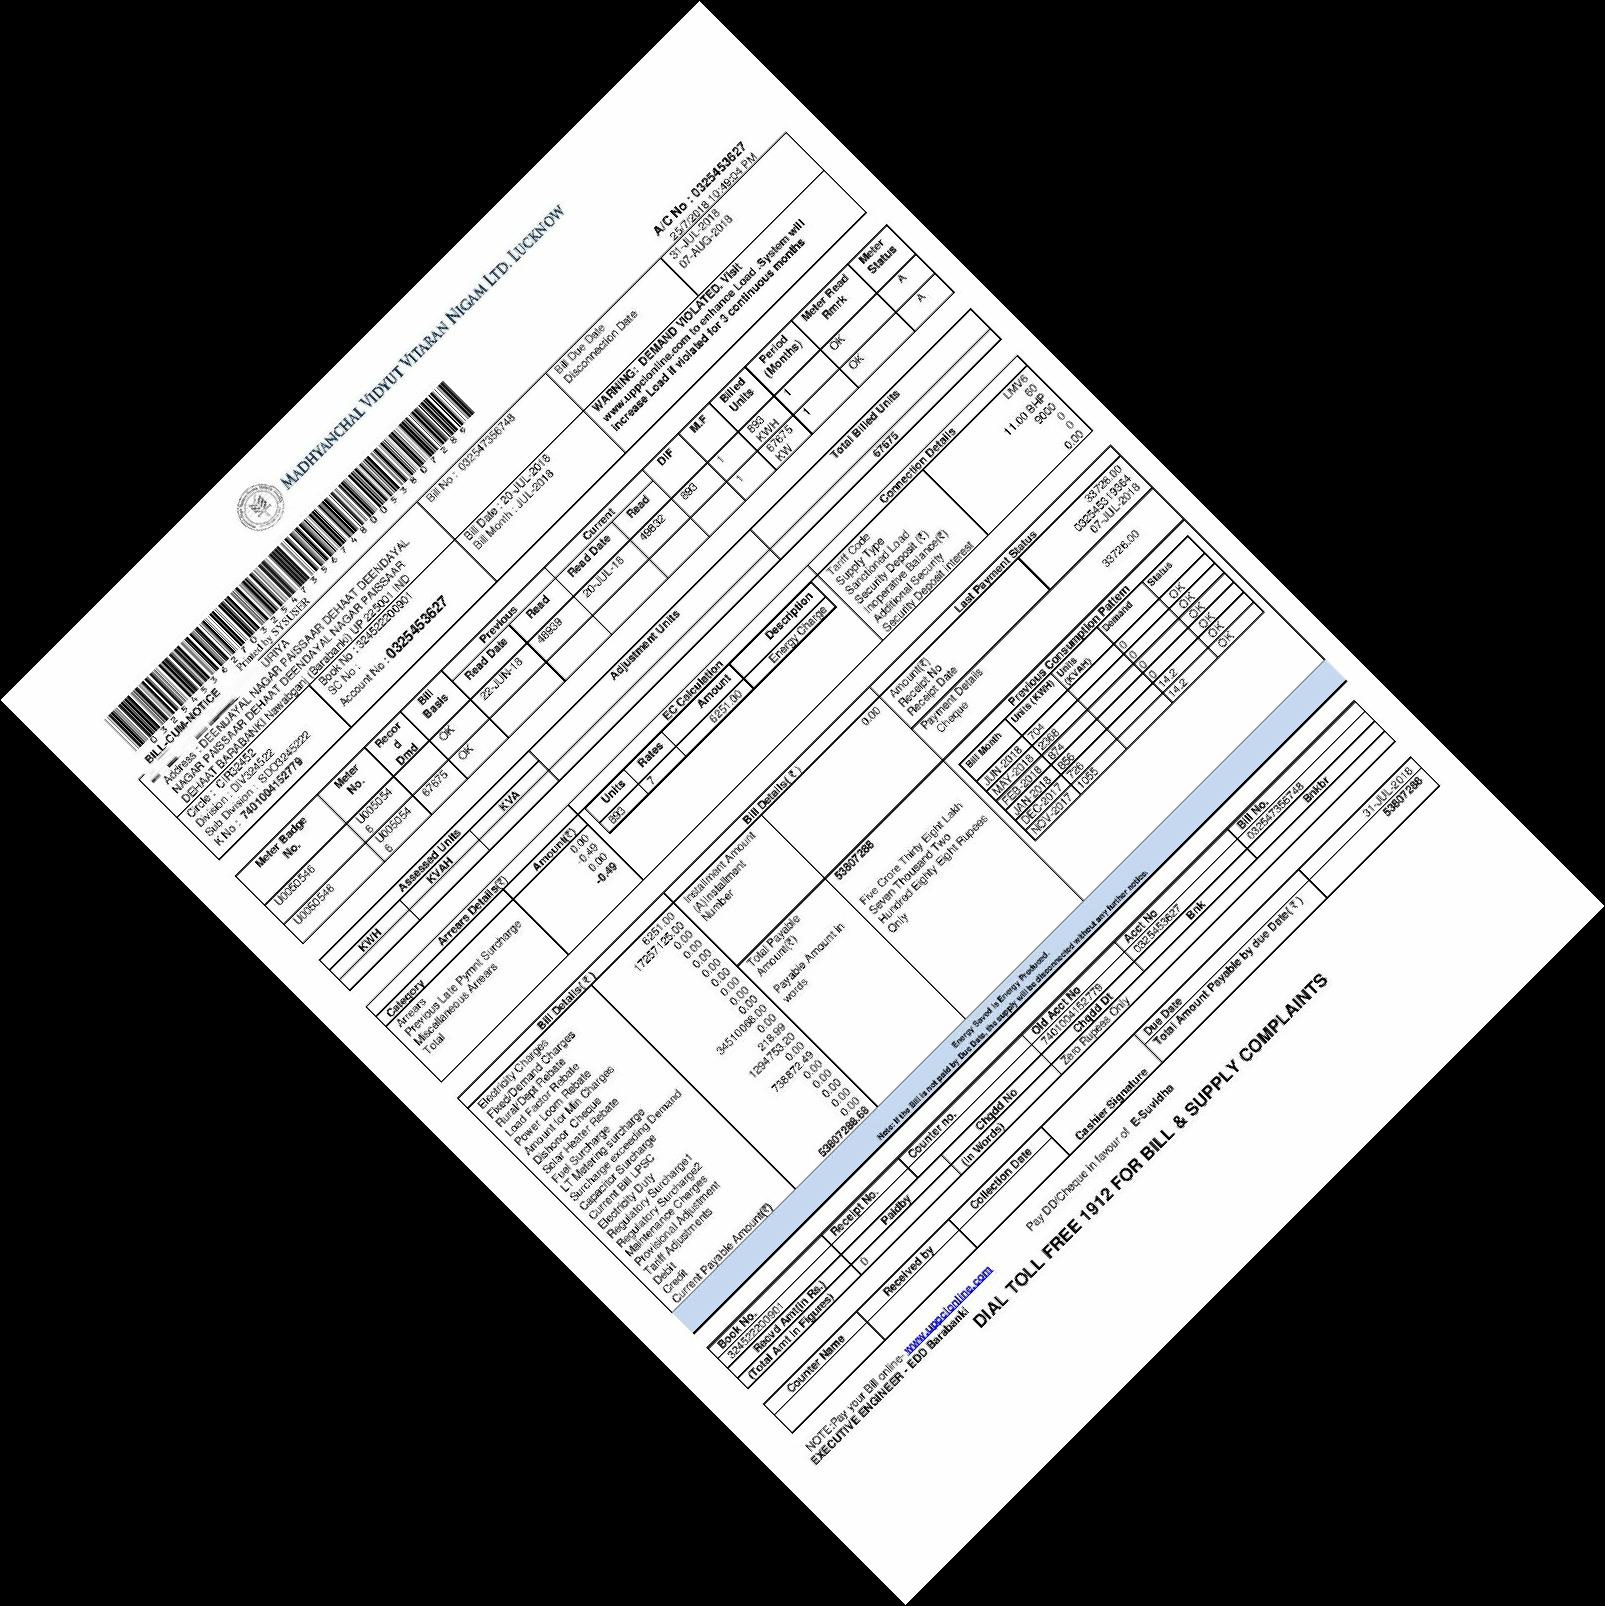 MADHYANCHAL VIDYUT VITARAN NIGAM LTD. LUCKNOW
Printed by SYSUSER
BILL-CUM-NOTICE
A/C No : 0325453627
25/7/2018 10:49:04 PM
URIYA
Address : DEENDAYAL NAGAR PAISSAAR DEHAAT DEENDAYAL
NAGAR PAISSAAR DEHAAT DEENDAYAL NAGAR PAISSAAR
DEHAAT BARABANKI Nawabganj (Barabanki) UP 225001 IND
Bill No : 032547356748
Bill Due Date 31-JUL-2018
Disconnection Date 07-AUG-2018
Circle : CIR32452
Division : DIV324522
Sub Division : SDO3245222
K No : 7401004152779
Book No : 324522200901
SC No :
Account No : 0325453627
Bill Date : 20-JUL-2018
Bill Month : JUL-2018
WARNING: DEMAND VIOLATED. Visit
www.uppclonline.com to enhance Load .System will
increase Load if violated for 3 continuous months
Meter Badge No. Meter No. Record Dmd Bill Basis Previous Current DIF MLF Billed Units Period (Months) Meter Read Rmrk Meter Status
Read Date Read Read Date Read
U0050546 U0050546 OK 22-JUN-18 48939 20-JUL-18 49832 893 1 893 KWH 1 OK A
U0050546 U0050546 67675 OK 1 67675 KW 1 OK A
Assessed Units Adjustment Units Total Billed Units
KWH KVAH KVA
67675
Arrears Details(₹)
Category Amount(₹)
Arrears 0.00
Previous Late Pymnt Surcharge -0.49
Miscellaneous Arrears 0.00
Total -0.49
EC Calculation
Units Rates Amount Description
893 7 6251.00 Energy Charge
Connection Details
Tariff Code LMV6
Supply Type 60
Sanctioned Load 11.00 BHP
Security Deposit (₹) 9000
Inoperative Balance(₹) 0
Additional Security 0
Security Deposit Interest 0.00
Bill Details(₹)
Electricity Charges 6251.00
Fixed/Demand Charges 17257125.00
Rural/Dept Rebate 0.00
Load Factor Rebate 0.00
Power Loom Rebate 0.00
Amount for Min. Charges 0.00
Dishonor Cheque 0.00
Solar Heater Rebate 0.00
Fuel Surcharge
LT Metering surcharge
Surcharge exceeding Demand 34510068.00
Capacitor Surcharge 0.00
Current Bill LPSC 218.99
Electricity Duty 1294753.20
Regulatory Surcharge1 0.00
Regulatory Surcharge2 738872.49
Maintenance Charges 0.00
Provisional Adjustment 0.00
Tariff Adjustments 0.00
Debit 0.00
Credit
Current Payable Amount(₹) 53807288.68
Bill Details(₹)
Installment Amount 0.00
(A)Installment
Number
Total Payable
Amount(₹) 53807288
Payable Amount in
words
Five Crore Thirty Eight Lakh
Seven Thousand Two
Hundred Eighty Eight Rupees
Only
Last Payment Status
Amount(₹) 33726.00
Receipt No 032545319364
Receipt Date 07-JUL-2018
Payment Details
Cheque 33726.00
Previous Consumption Pattern
Bill Month Units (KWH) Units (KVAH) Demand Status
JUN-2018 704 0 OK
MAY-2018 2368 0 OK
FEB-2018 874 0 OK
JAN-2018 856 0 OK
DEC-2017 726 14.2 OK
NOV-2017 1055 14.2
Energy Saved is Energy Produced.
Note: If the Bill is not paid by Due Date, the supply will be disconnected without any further notice.
Book No. Receipt No. Counter no. Old Acct No Acct No Bill No.
324522200901 7401004152779 0325453627 032547356748
Recvd Amt(In Rs.) Paidby Chqdd No Chqdd Dt Bnk Bnkbr
(Total Amt in Figures) 0 (In Words) Zero Rupees Only
Counter Name Received by Collection Date Cashier Signature
Due Date 31-JUL-2018
Total Amount Payable by due Date(₹) 53807288
NOTE:Pay your Bill online- www.uppclonline.com Pay DD/Cheque in favour of E-Suvidha
EXECUTIVE ENGINEER - EDD Barabanki
DIAL TOLL FREE 1912 FOR BILL & SUPPLY COMPLAINTS